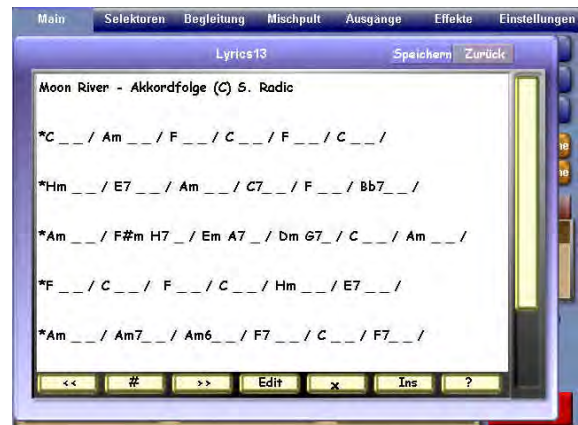 Main Selektoren Begleitung Mischpult Ausgänge Effekte Einstellungen
Lyrics13 Speichern Zurück
Moon River - Akkordfolge (C) S. Radic
*C _ _ / Am _ _ / F _ _ / C _ _ / F _ _ / C _ _ /
*Hm _ _ / E7 _ _ / Am _ _ / C7_ _ / F _ _ / Bb7_ _ /
*Am _ _ / F#m H7 _ / Em A7 _ / Dm G7_ / C _ _ / Am _ _ /
*F _ _ / C _ _ / F _ _ / C _ _ / Hm _ _ / E7 _ _ /
*Am _ _ / Am7_ _ / Am6_ _ / F7 _ _ / C _ _ / F7_ _ /
<< # >> Edit x Ins ?